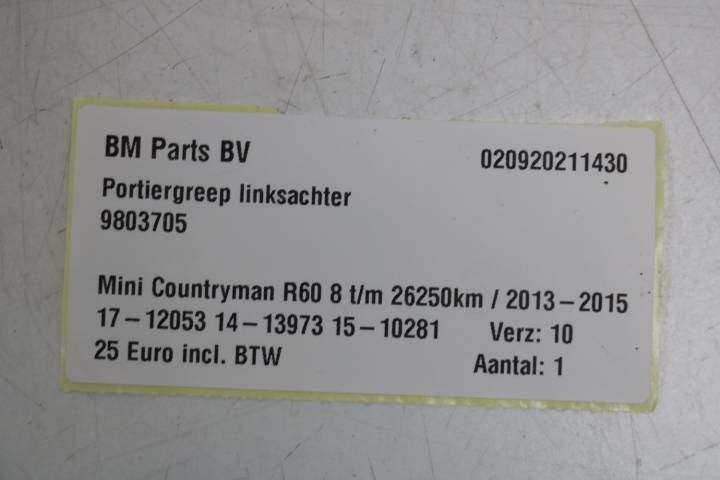 BM Parts BV 020920211430
Portiergreep linksachter
9803705
Mini Countryman R60 8 t/m 26250km / 2013-2015
17-12053 14-13973 15-10281 Verz: 10
25 Euro incl. BTW Aantal: 1